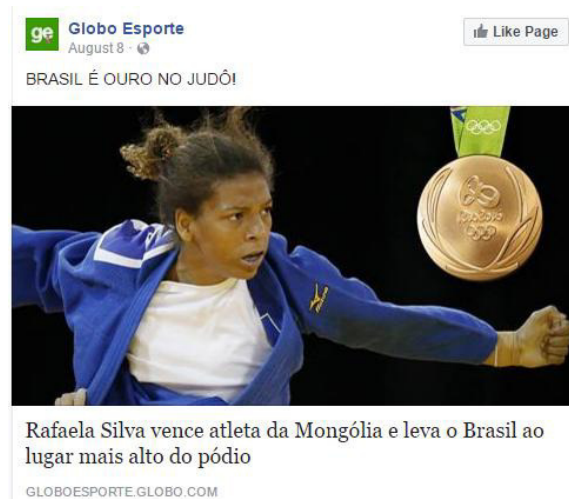 ge
Globo Esporte
August 8 ·
Like Page
BRASIL É OURO NO JUDÔ!
Rafaela Silva vence atleta da Mongólia e leva o Brasil ao
lugar mais alto do pódio
GLOBOESPORTE.GLOBO.COM